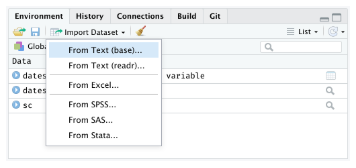 Environment History Connections Build Git
Import Dataset List
Globa
From Text (base)...
Data
From Text (readr)...
dates variable
From Excel...
dates
From SPSS...
sc
From SAS...
From Stata...